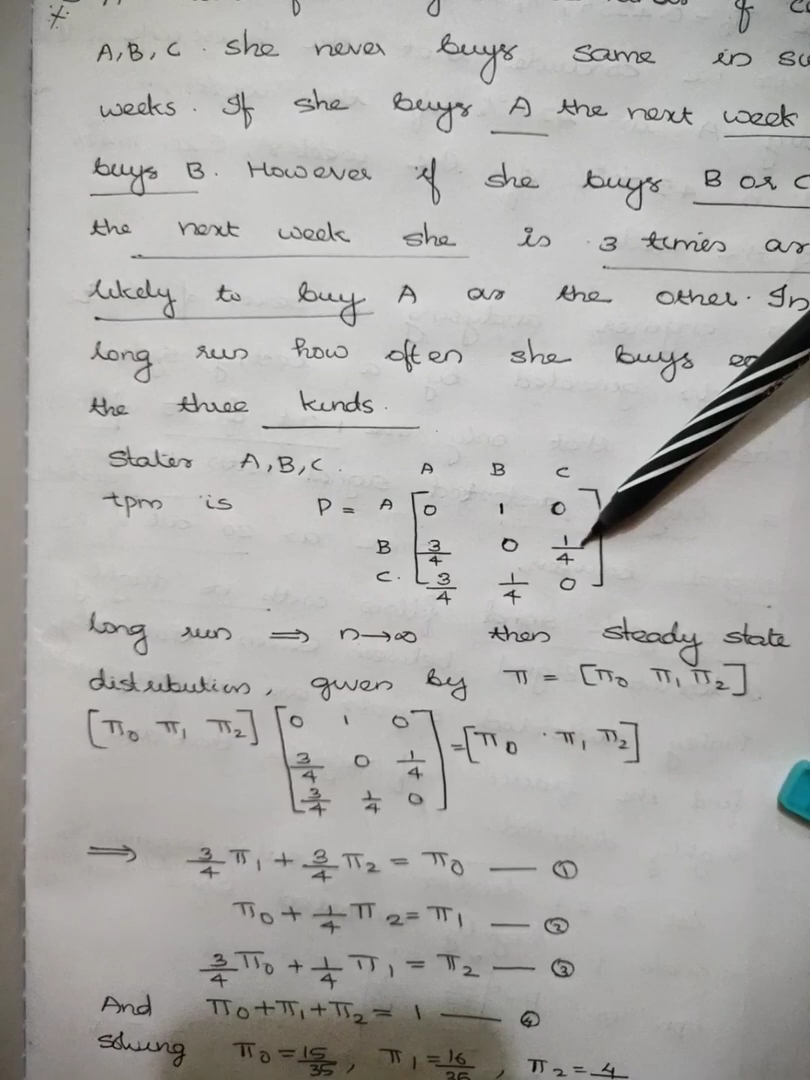 A, B, C. she never buys same in
weeks. If she buys A the next week
buys B. However if she buys B or C
the next week she is 3 times as
likely to buy A as the other. In
long run how often she buys
the three kinds.
States A, B, C. A B C
tpm is P = A [0 1 0
B 3/4 0 1/4
C. 3/4 1/4 0]
long run ⟹ n→∞ then steady state
distribution, given by π = [π0 π1 π2]
[π0 π1 π2] [0 1 0
3/4 0 1/4
3/4 1/4 0] = [π0 π1 π2]
⟹ 3/4 π1 + 3/4 π2 = π0 — ①
π0 + 1/4 π2 = π1 — ②
3/4 π0 + 1/4 π1 = π2 — ③
And π0 + π1 + π2 = 1 — ④
Solving π0 = 15/35, π1 = 16/35, π2 = 4